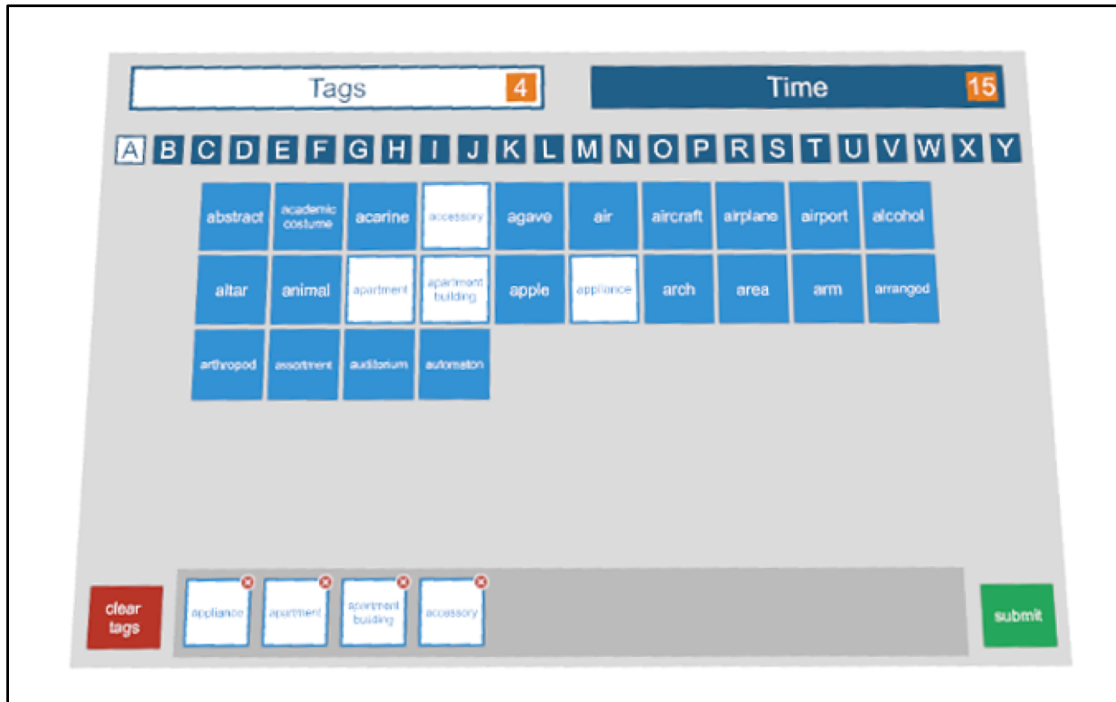 Tags 4 Time 15
A B C D E F G H I J K L M N O P R S T U V W X Y
abstract academic costume acarine accessory agave air aircraft airplane airport alcohol
altar animal apartment apartment building apple appliance arch area arm arranged
arthropod assortment auditorium automaton
clear tags appliance apartment apartment building accessory submit